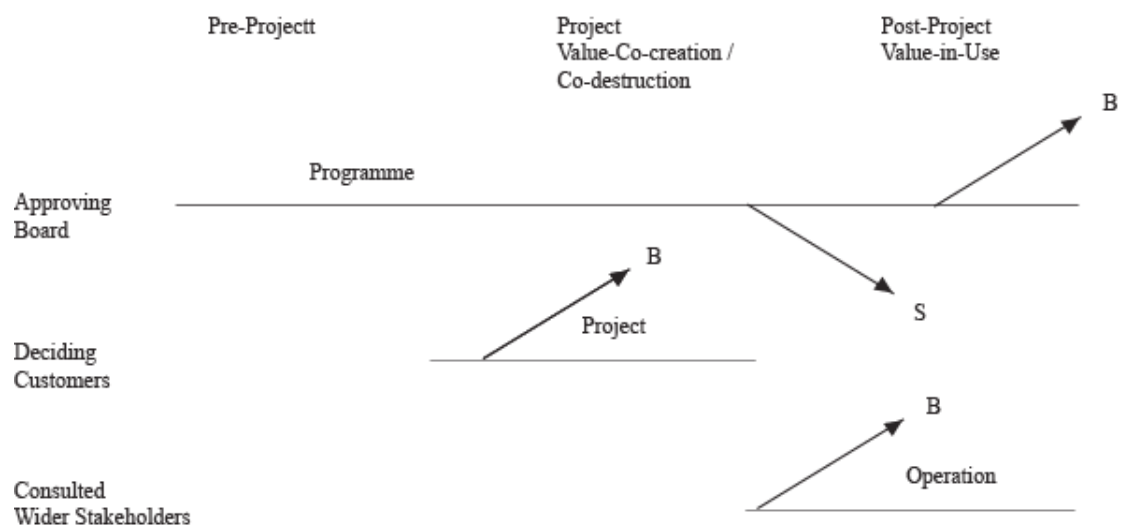 Pre-Projectt
Project
Value-Co-creation /
Co-destruction
Post-Project
Value-in-Use
B
Programme
Approving
Board
B
S
Project
Deciding
Customers
B
Operation
Consulted
Wider Stakeholders